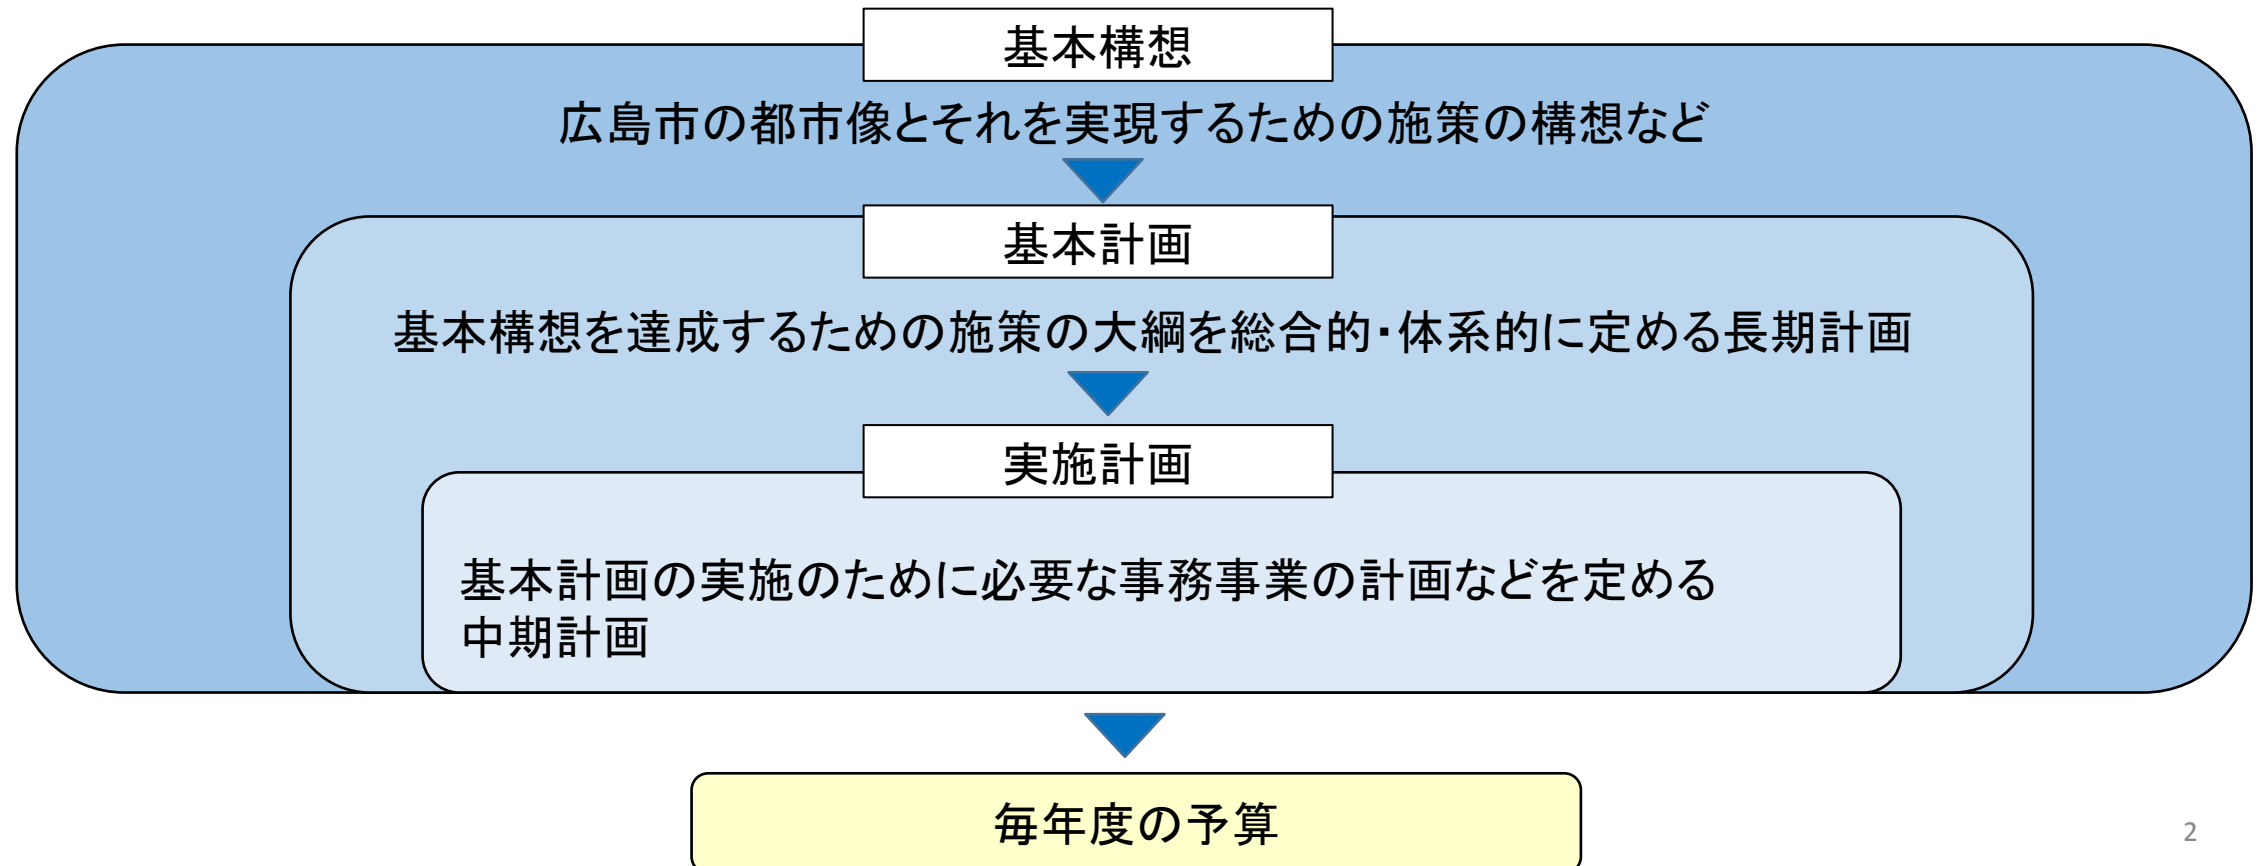 基本構想
広島市の都市像とそれを実現するための施策の構想など
基本計画
基本構想を達成するための施策の大綱を総合的・体系的に定める長期計画
実施計画
基本計画の実施のために必要な事務事業の計画などを定める
中期計画
毎年度の予算
2